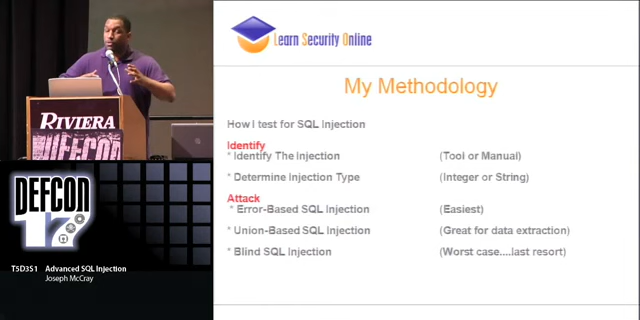 Learn Security Online
My Methodology
How I test for SQL Injection
Identify
* Identify The Injection (Tool or Manual)
* Determine Injection Type (Integer or String)
Attack
* Error-Based SQL Injection (Easiest)
* Union-Based SQL Injection (Great for data extraction)
* Blind SQL Injection (Worst case....last resort)
RIVIERA
DEFCON
DEFCON
17
T5D3S1 Advanced SQL Injection
Joseph McCray